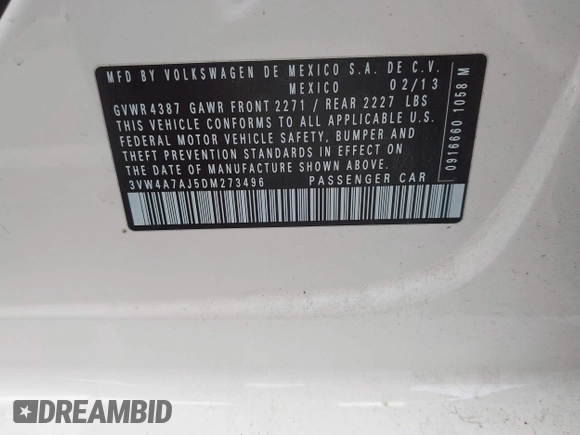 MFD BY VOLKSWAGEN DE MEXICO S.A. DE C.V.
MEXICO 02/13
GVWR 4387 GAWR FRONT 2271 / REAR 2227 LBS
THIS VEHICLE CONFORMS TO ALL APPLICABLE U.S.
FEDERAL MOTOR VEHICLE SAFETY, BUMPER AND
THEFT PREVENTION STANDARDS IN EFFECT ON
THE DATE OF MANUFACTURE SHOWN ABOVE.
3VW4A7AJ5DM273496 PASSENGER CAR
0916660 1058 M
DREAMBID